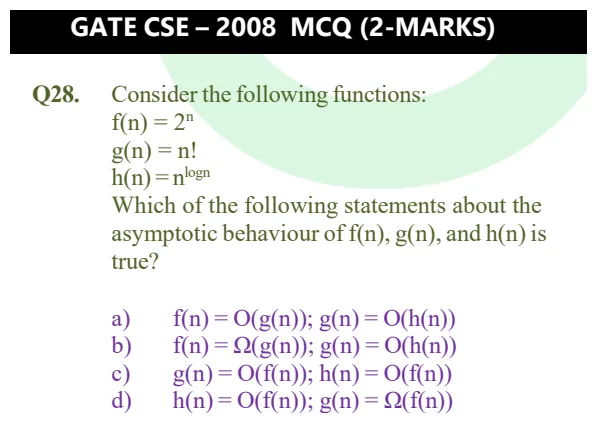 GATE CSE – 2008 MCQ (2-MARKS)
Q28. Consider the following functions:
f(n) = 2ⁿ
g(n) = n!
h(n) = nˡᵒᵍⁿ
Which of the following statements about the
asymptotic behaviour of f(n), g(n), and h(n) is
true?
a) f(n) = O(g(n)); g(n) = O(h(n))
b) f(n) = Ω(g(n)); g(n) = O(h(n))
c) g(n) = O(f(n)); h(n) = O(f(n))
d) h(n) = O(f(n)); g(n) = Ω(f(n))